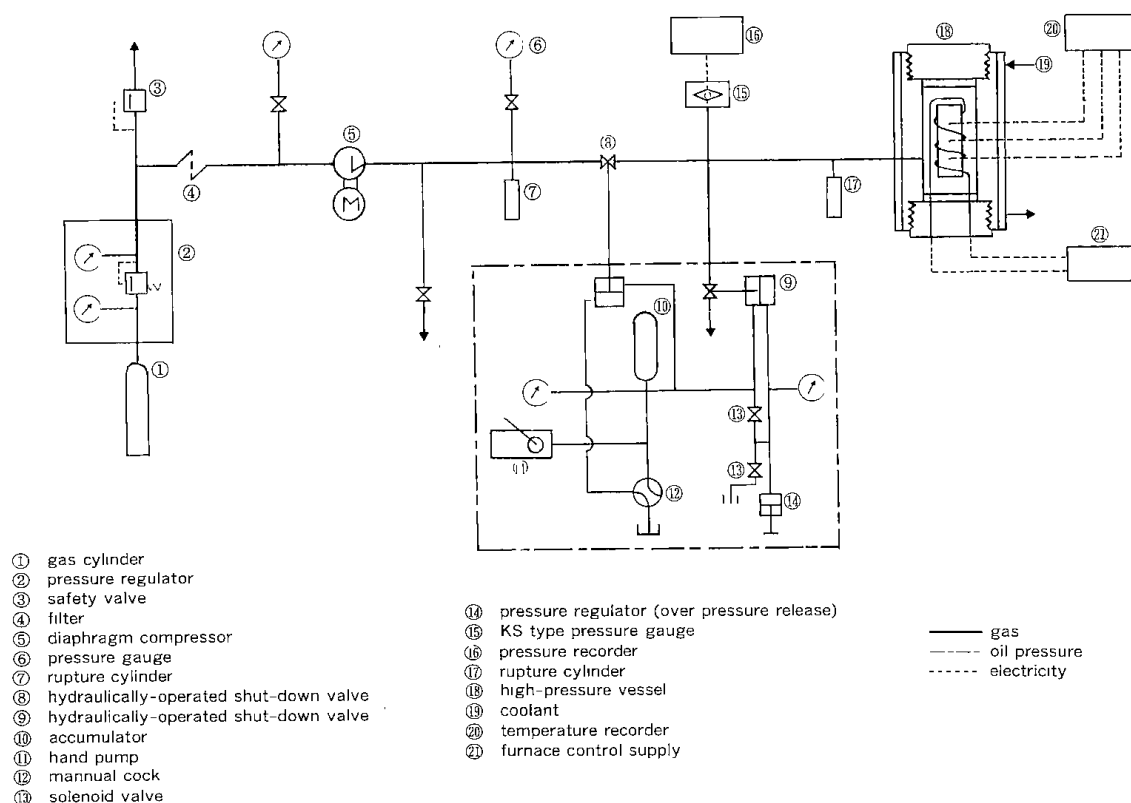 ③
⑥
⑯
⑱
⑳
⑲
⑮
⑤
⑧
④
M
⑦
⑰
②
⑨
㉑
⑩
①
⑬
⑬
⑫
⑭
① gas cylinder
② pressure regulator
③ safety valve
④ filter
⑤ diaphragm compressor
⑥ pressure gauge
⑦ rupture cylinder
⑧ hydraulically-operated shut-down valve
⑨ hydraulically-operated shut-down valve
⑩ accumulator
⑪ hand pump
⑫ mannual cock
⑬ solenoid valve
⑭ pressure regulator (over pressure release)
⑮ KS type pressure gauge
⑯ pressure recorder
⑰ rupture cylinder
⑱ high-pressure vessel
⑲ coolant
⑳ temperature recorder
㉑ furnace control supply
gas
oil pressure
electricity